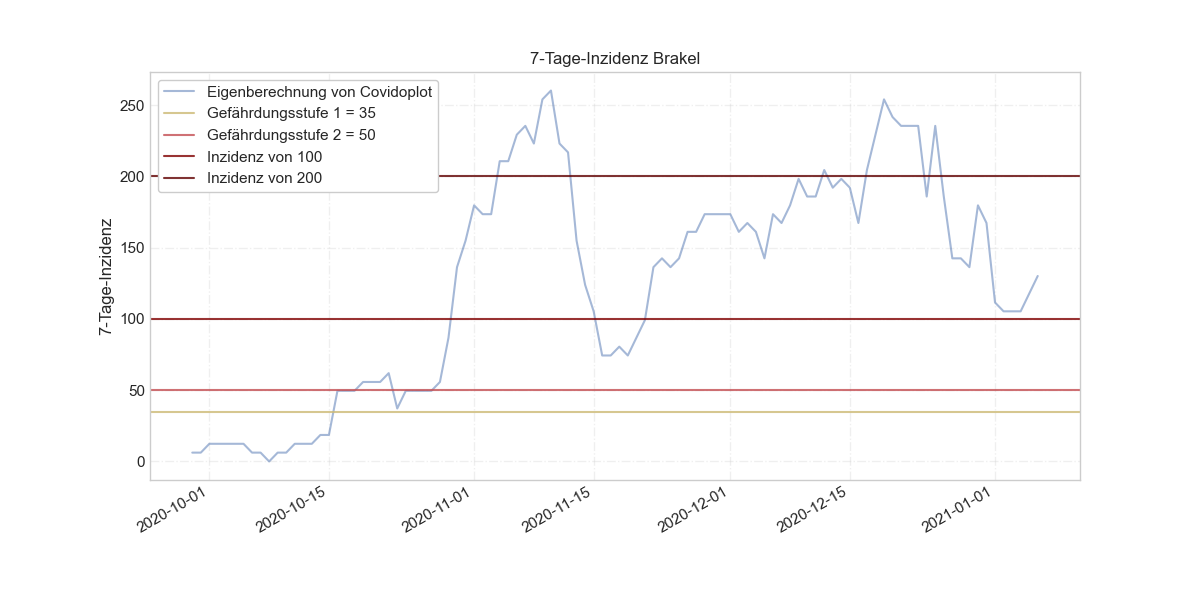 7-Tage-Inzidenz Brakel
Eigenberechnung von Covidoplot
Gefährdungsstufe 1 = 35
Gefährdungsstufe 2 = 50
Inzidenz von 100
Inzidenz von 200
7-Tage-Inzidenz
250
200
150
100
50
0
2020-10-01
2020-10-15
2020-11-01
2020-11-15
2020-12-01
2020-12-15
2021-01-01